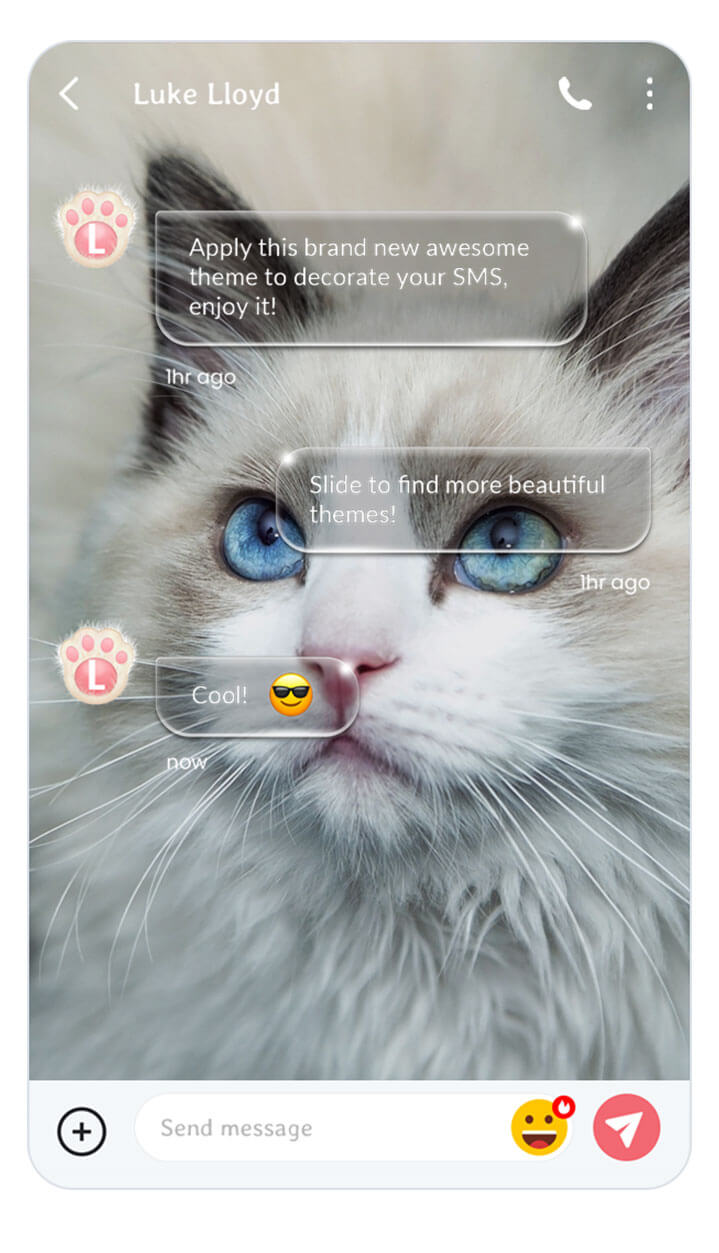 Luke Lloyd
L
Apply this brand new awesome
theme to decorate your SMS,
enjoy it!
1hr ago
Slide to find more beautiful
themes!
1hr ago
L
Cool! 😎
now
Send message